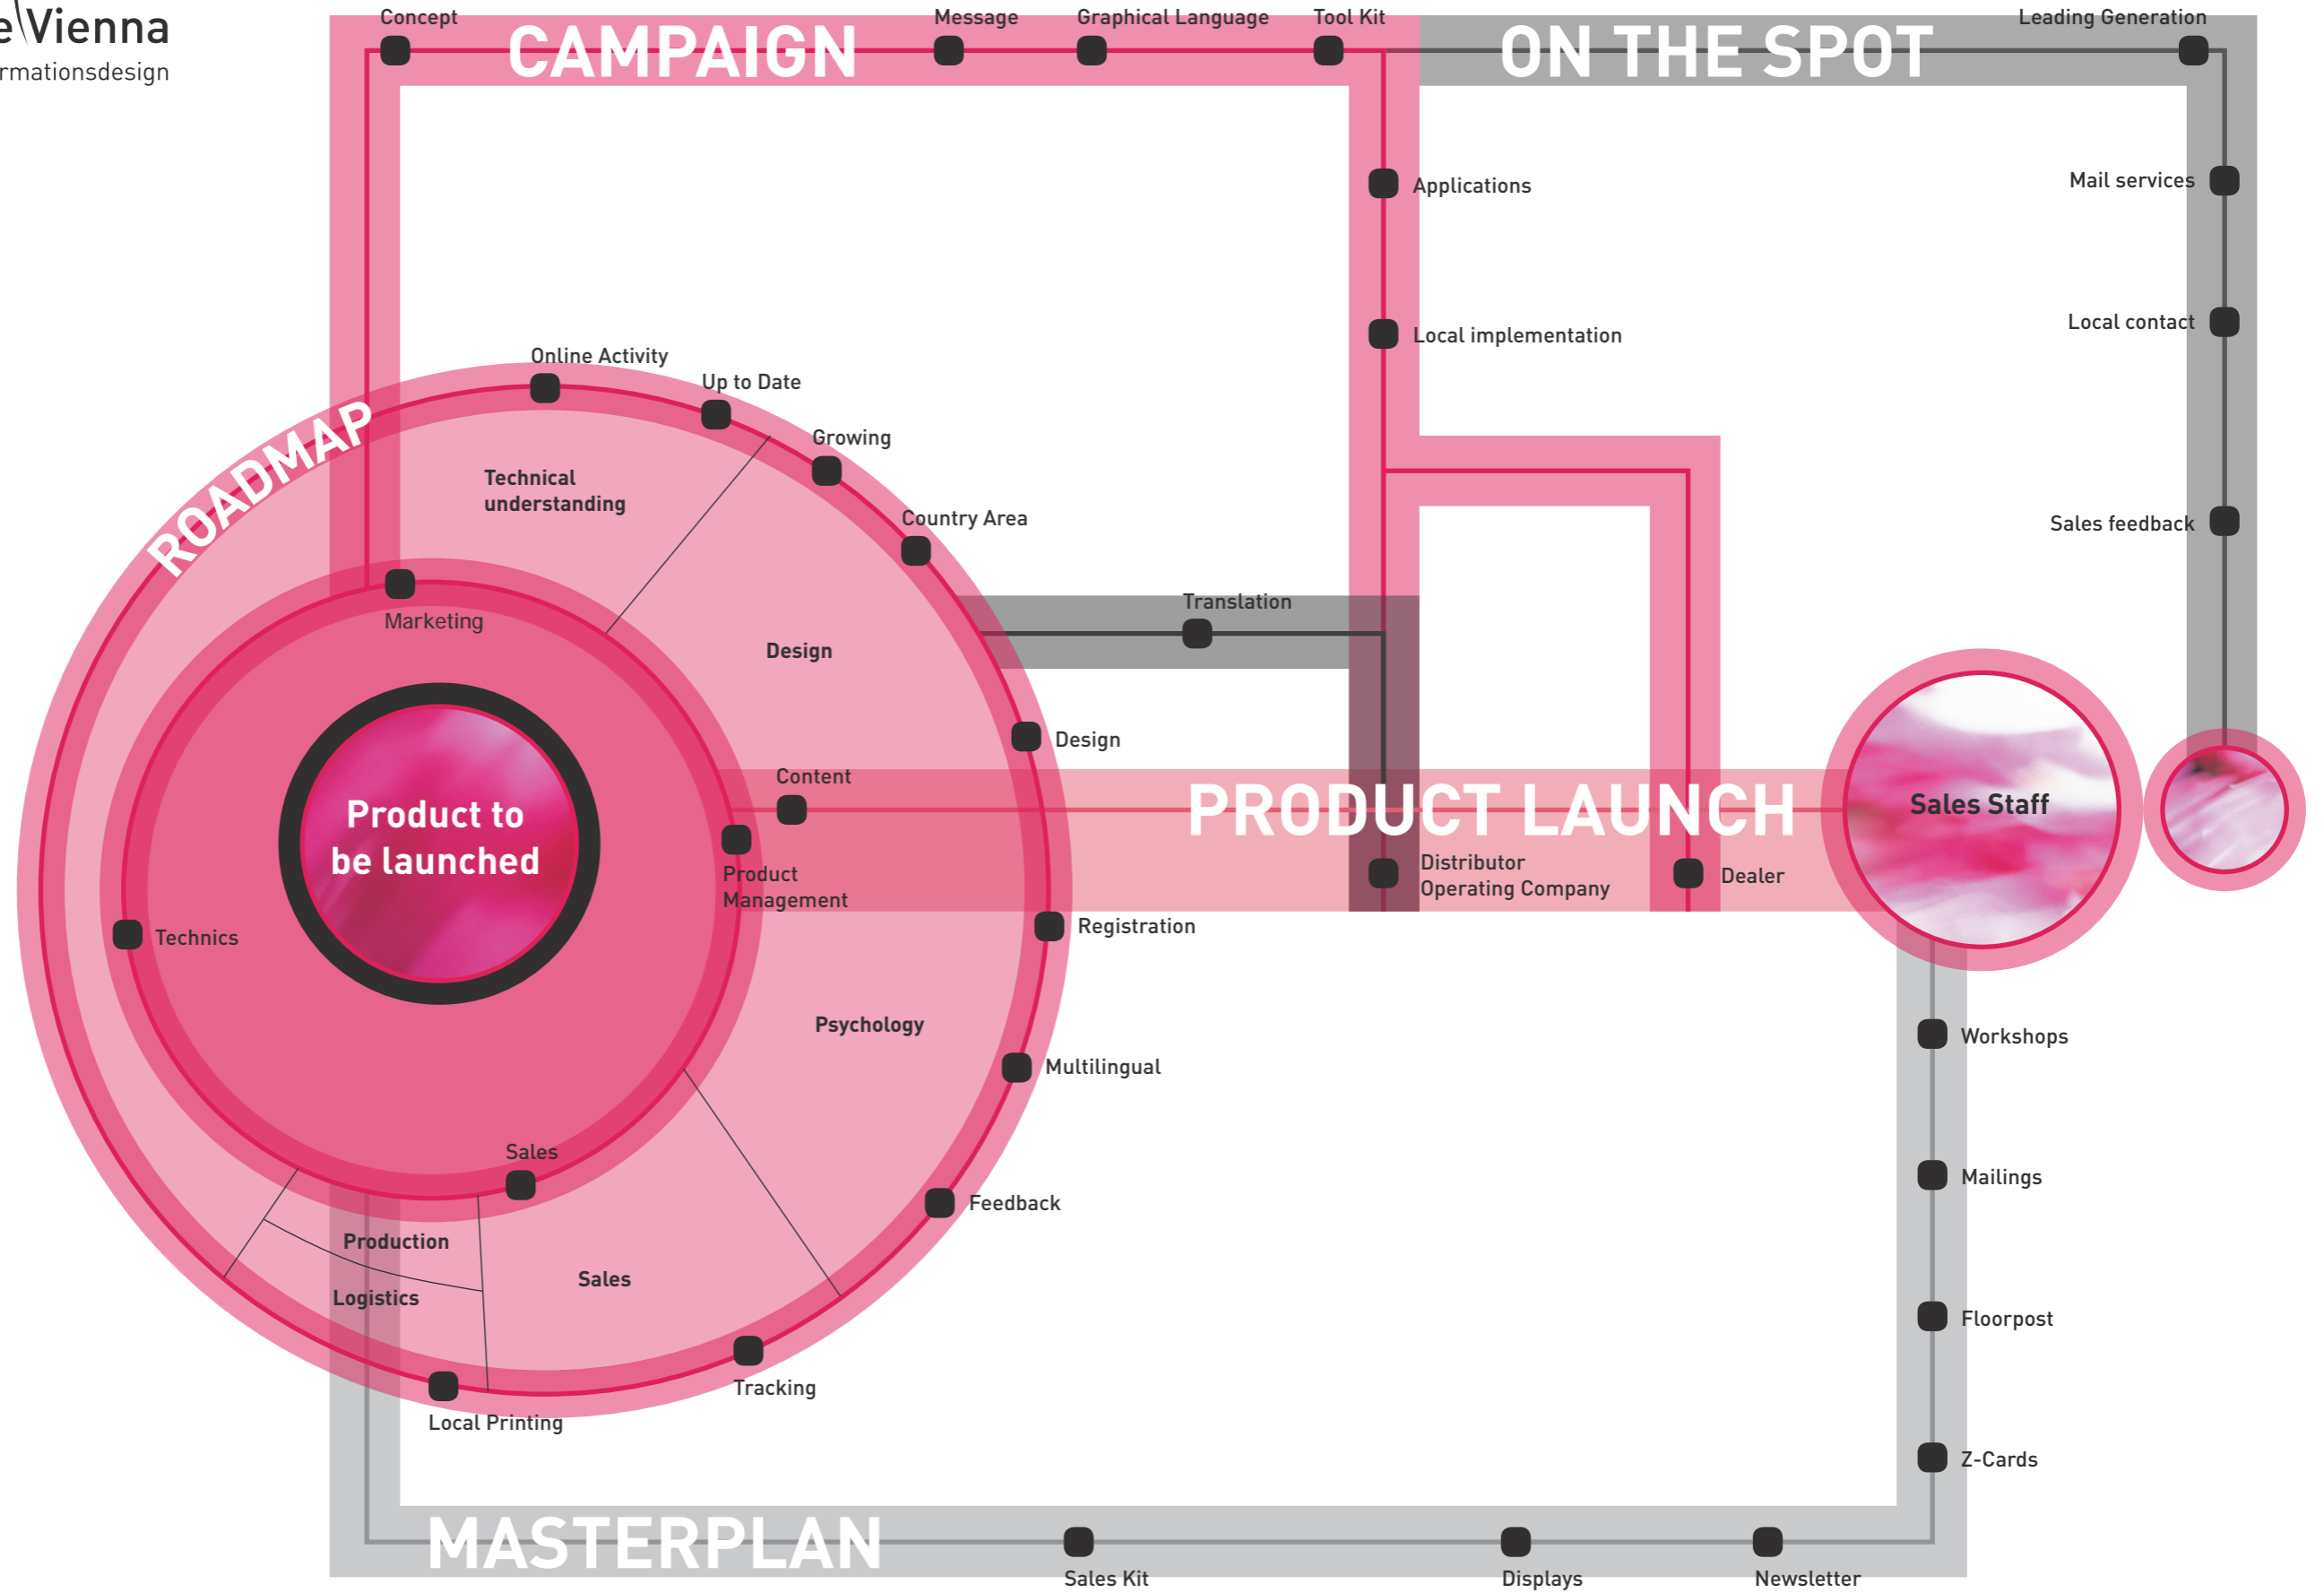 Vienna
Concept
Message
Graphical Language
Tool Kit
Leading Generation
CAMPAIGN
ON THE SPOT
rmationsdesign
Mail services
Applications
Local contact
Local implementation
Online Activity
Up to Date
Growing
ROADMAP
Technical
understanding
Country Area
Sales feedback
Translation
Marketing
Design
Design
Content
PRODUCT LAUNCH
Sales Staff
Product to
be launched
Product
Management
Distributor
Operating Company
Dealer
Registration
Technics
Psychology
Workshops
Multilingual
Sales
Mailings
Feedback
Production
Sales
Logistics
Floorpost
Tracking
Local Printing
Z-Cards
MASTERPLAN
Sales Kit
Displays
Newsletter